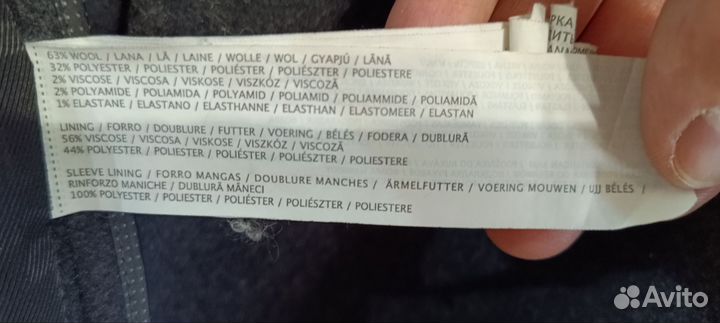 63% WOOL / LANA / LÃ / LAINE / WOLLE / WOL / GYAPJÚ / LÂNĂ
32% POLYESTER / POLIESTER / POLIÉSTER / POLIÉSZTER / POLIESTERE
2% VISCOSE / VISCOSA / VISKOSE / VISZKÓZ / VISCOZĂ
2% POLYAMIDE / POLIAMIDA / POLYAMID / POLIAMID / POLIAMMIDE / POLIAMIDĂ
1% ELASTANE / ELASTANO / ELASTHANNE / ELASTHAN / ELASTOMEER / ELASTAN
LINING / FORRO / DOUBLURE / FUTTER / VOERING / BÉLÉS / FODERA / DUBLURĂ
56% VISCOSE / VISCOSA / VISKOSE / VISZKÓZ / VISCOZĂ
44% POLYESTER / POLIESTER / POLIÉSTER / POLIÉSZTER / POLIESTERE
SLEEVE LINING / FORRO MANGAS / DOUBLURE MANCHES / ÄRMELFUTTER / VOERING MOUWEN / UJJ BÉLÉS /
RINFORZO MANICHE / DUBLURĂ MÂNECI
100% POLYESTER / POLIESTER / POLIÉSTER / POLIÉSZTER / POLIESTERE
Avito